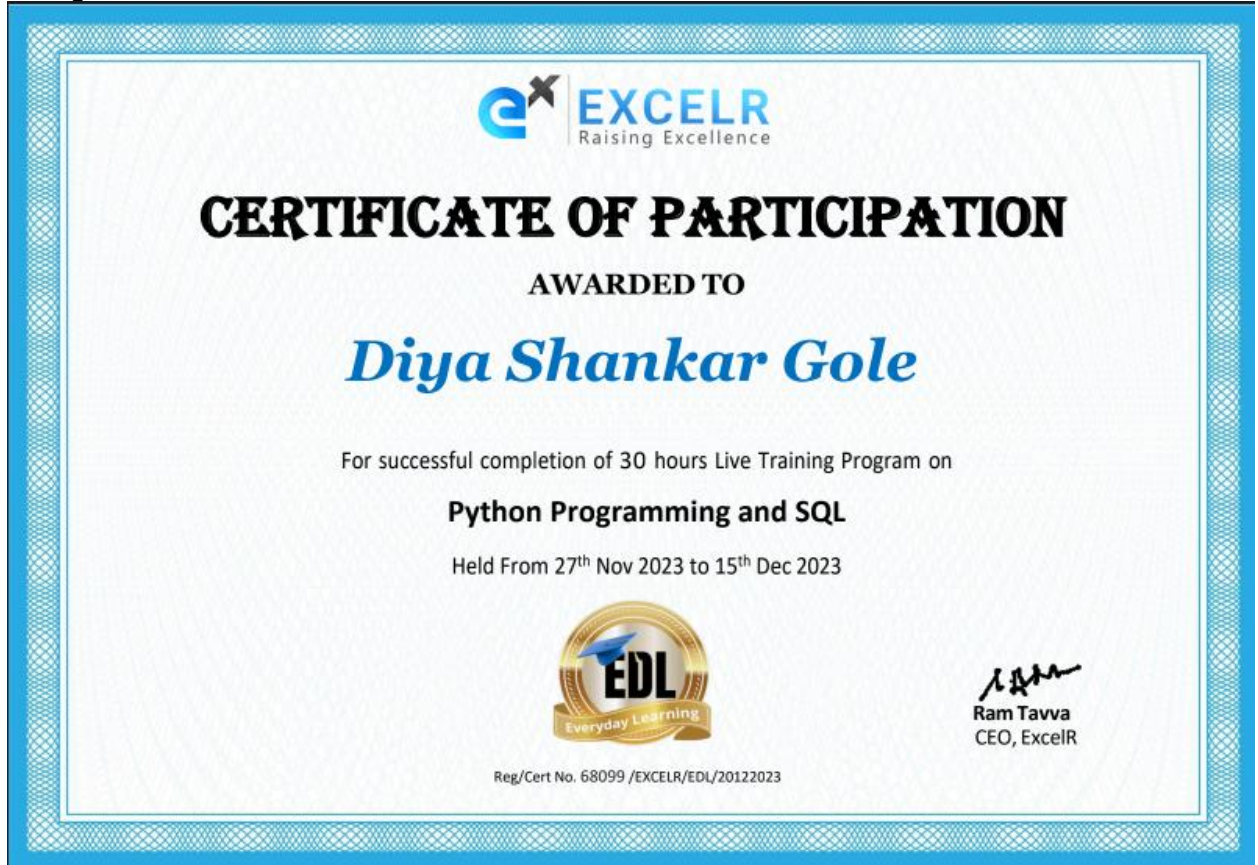 ex EXCELR
Raising Excellence
CERTIFICATE OF PARTICIPATION
AWARDED TO
Diya Shankar Gole
For successful completion of 30 hours Live Training Program on
Python Programming and SQL
Held From 27th Nov 2023 to 15th Dec 2023
EDL
Everyday Learning
Ram Tavva
CEO, ExcelR
Reg/Cert No. 68099 /EXCELR/EDL/20122023